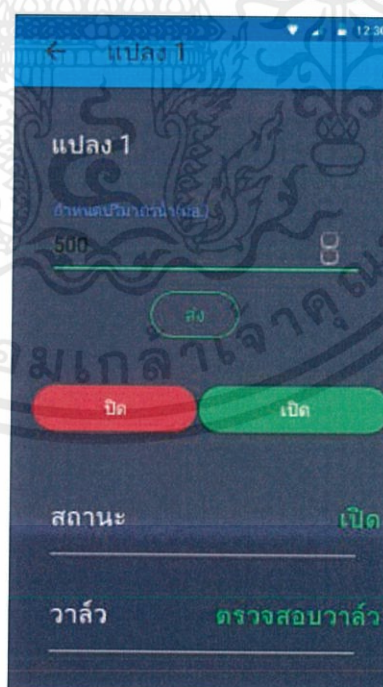 12:30
← แปลง 1
แปลง 1
กำหนดปริมาณน้ำ(มล.)
500
ส่ง
ปิด เปิด
สถานะ เปิด
วาล์ว ตรวจสอบวาล์ว